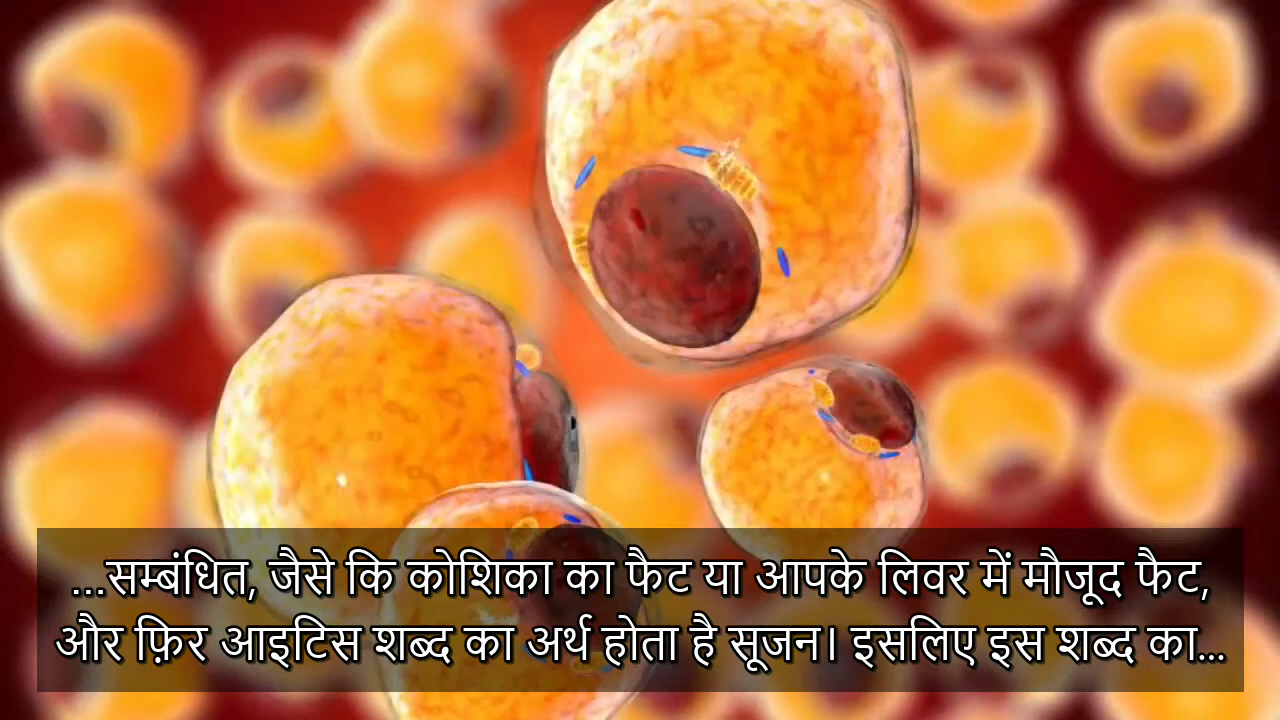 ...सम्बंधित, जैसे कि कोशिका का फैट या आपके लिवर में मौजूद फैट,
और फ़िर आइटिस शब्द का अर्थ होता है सूजन। इसलिए इस शब्द का...